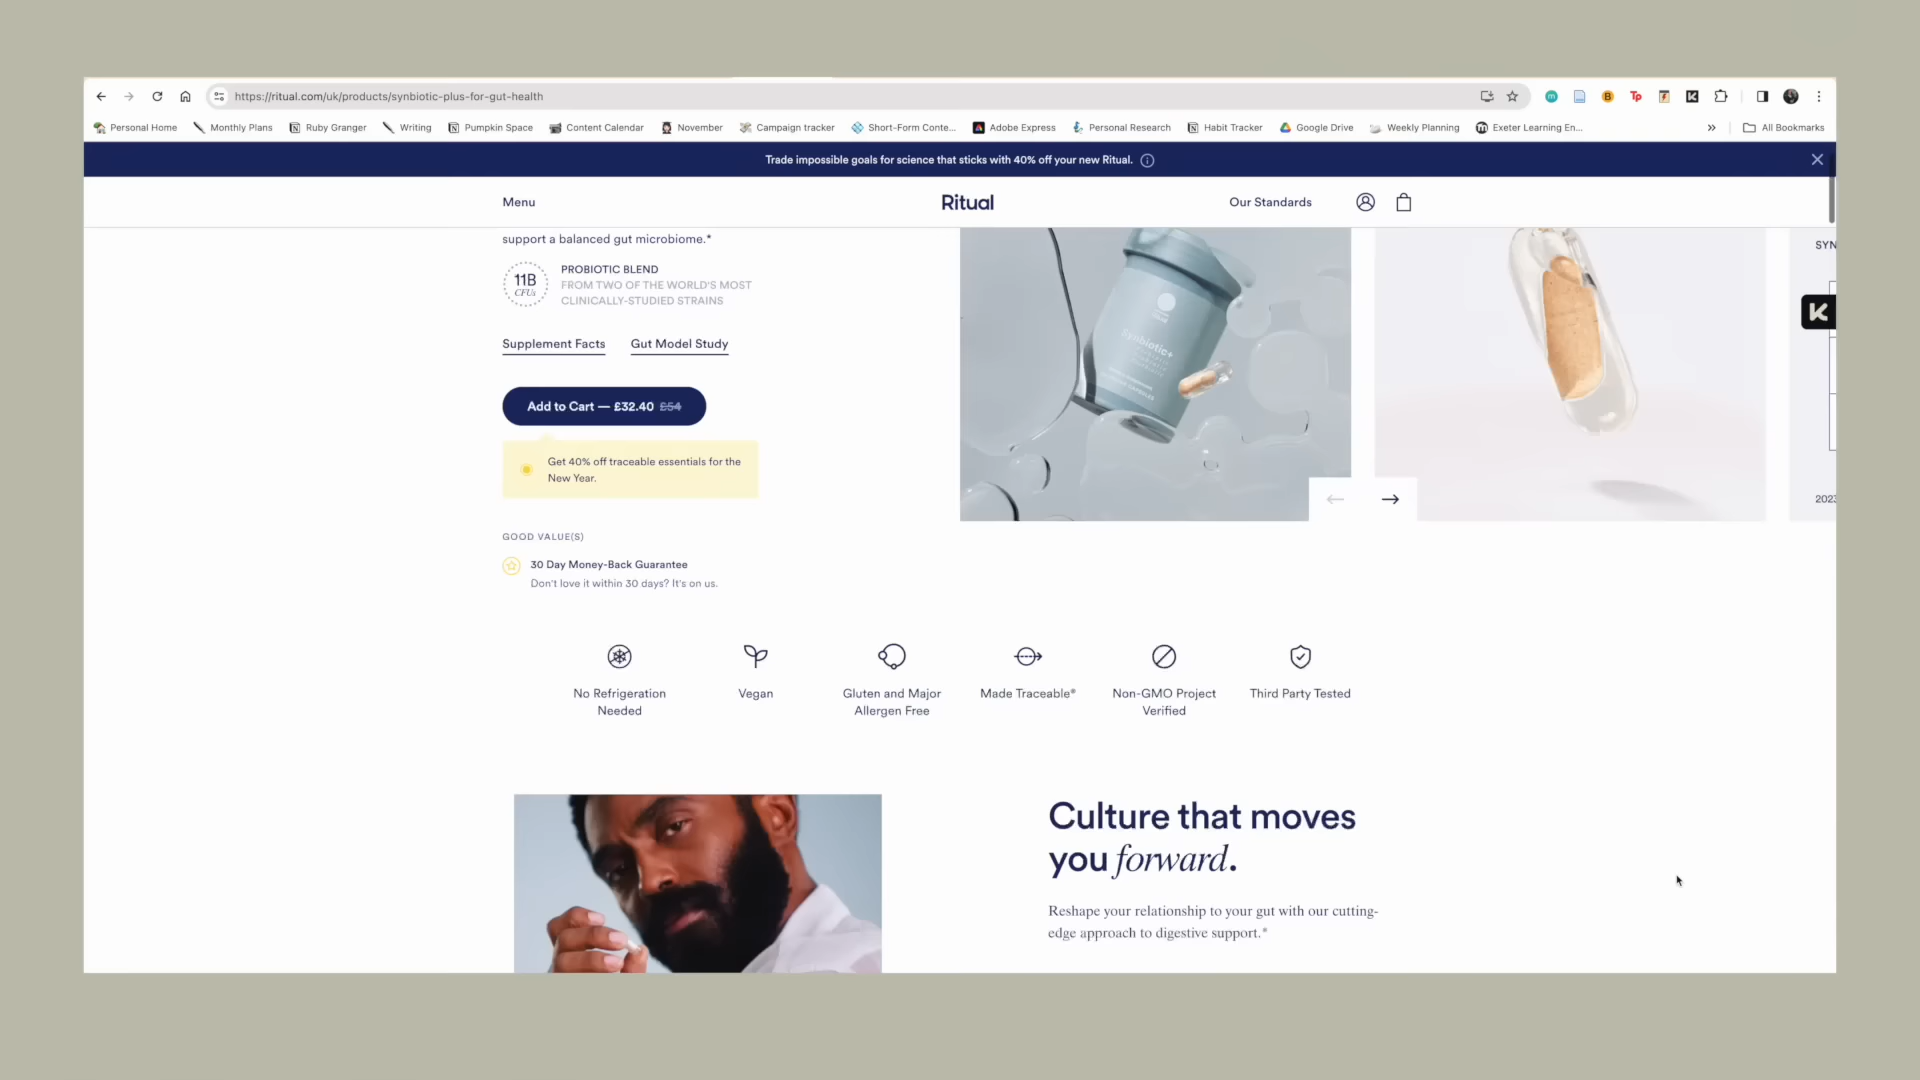 https://ritual.com/uk/products/synbiotic-plus-for-gut-health
Personal Home
Monthly Plans
Ruby Granger
Writing
Pumpkin Space
Content Calendar
November
Campaign tracker
Short-Form Conte...
Adobe Express
Personal Research
Habit Tracker
Google Drive
Weekly Planning
Exeter Learning En...
All Bookmarks
Trade impossible goals for science that sticks with 40% off your new Ritual.
Menu
Ritual
Our Standards
support a balanced gut microbiome.*
11B
CFUs
PROBIOTIC BLEND
FROM TWO OF THE WORLD'S MOST
CLINICALLY-STUDIED STRAINS
Supplement Facts
Gut Model Study
Add to Cart — £32.40 £54
Get 40% off traceable essentials for the
New Year.
Synbiotic+
SYN
2023
GOOD VALUE(S)
30 Day Money-Back Guarantee
Don't love it within 30 days? It's on us.
No Refrigeration
Needed
Vegan
Gluten and Major
Allergen Free
Made Traceable®
Non-GMO Project
Verified
Third Party Tested
Culture that moves
you forward.
Reshape your relationship to your gut with our cutting-
edge approach to digestive support.*